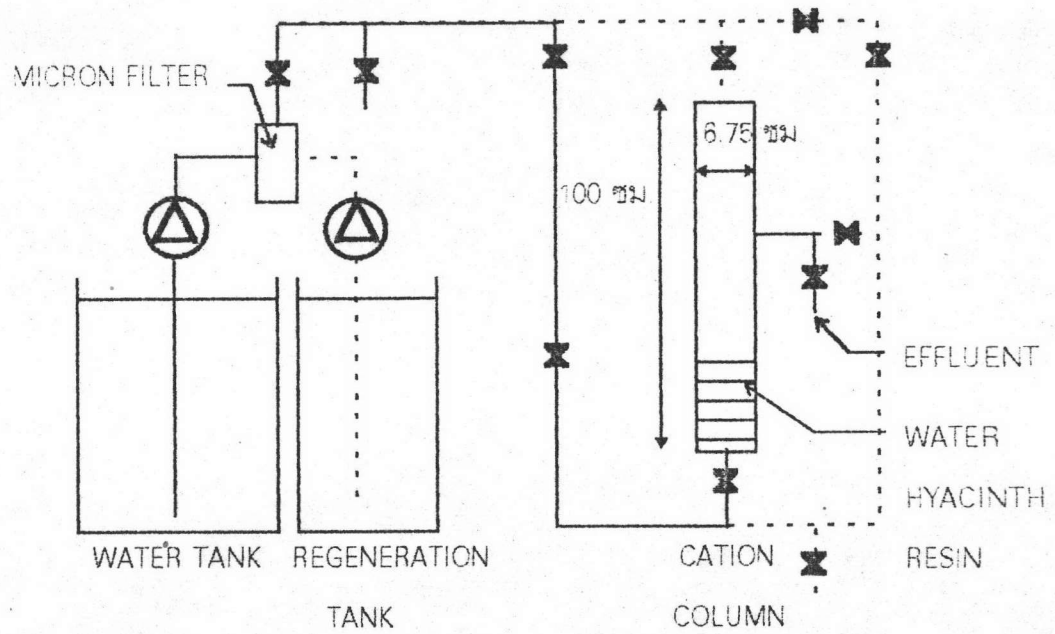 MICRON FILTER
6.75 ซม
100 ซม.
EFFLUENT
WATER
HYACINTH
RESIN
WATER TANK
REGENERATION
TANK
CATION
COLUMN